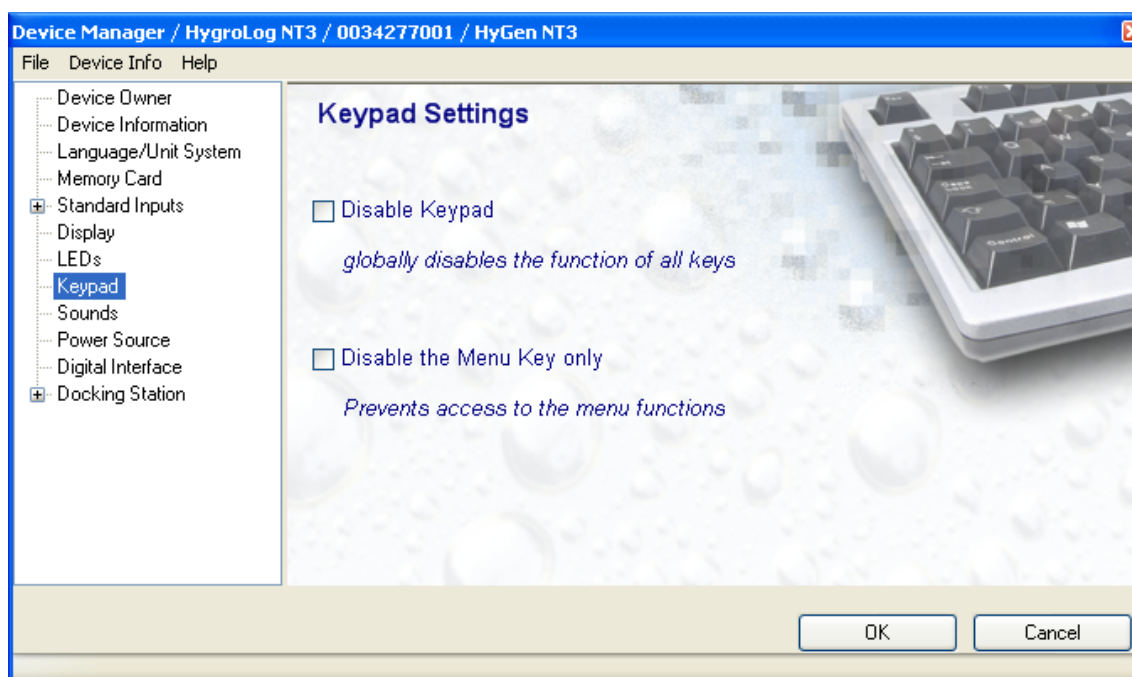 Device Manager / HygroLog NT3 / 0034277001 / HyGen NT3
File Device Info Help
Device Owner
Device Information
Language/Unit System
Memory Card
Standard Inputs
Display
LEDs
Keypad
Sounds
Power Source
Digital Interface
Docking Station
Keypad Settings
Disable Keypad
globally disables the function of all keys
Disable the Menu Key only
Prevents access to the menu functions
Control
OK Cancel